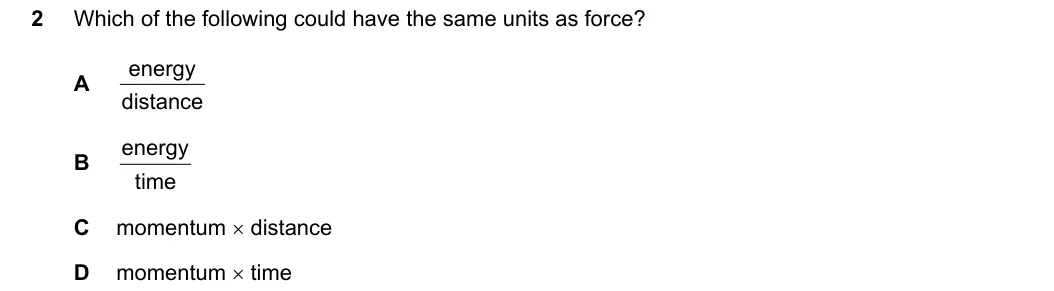 2 Which of the following could have the same units as force?
A energy
distance
B energy
time
C momentum × distance
D momentum × time